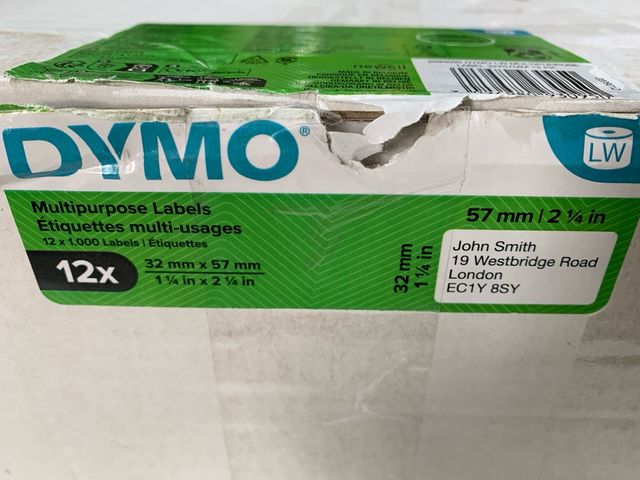 newell
DYMO®
LW
Multipurpose Labels
Étiquettes multi-usages
12 x 1.000 Labels | Étiquettes
12x
32 mm x 57 mm
1 ¼ in x 2 ¼ in
57 mm | 2 ¼ in
32 mm
1 ¼ in
John Smith
19 Westbridge Road
London
EC1Y 8SY